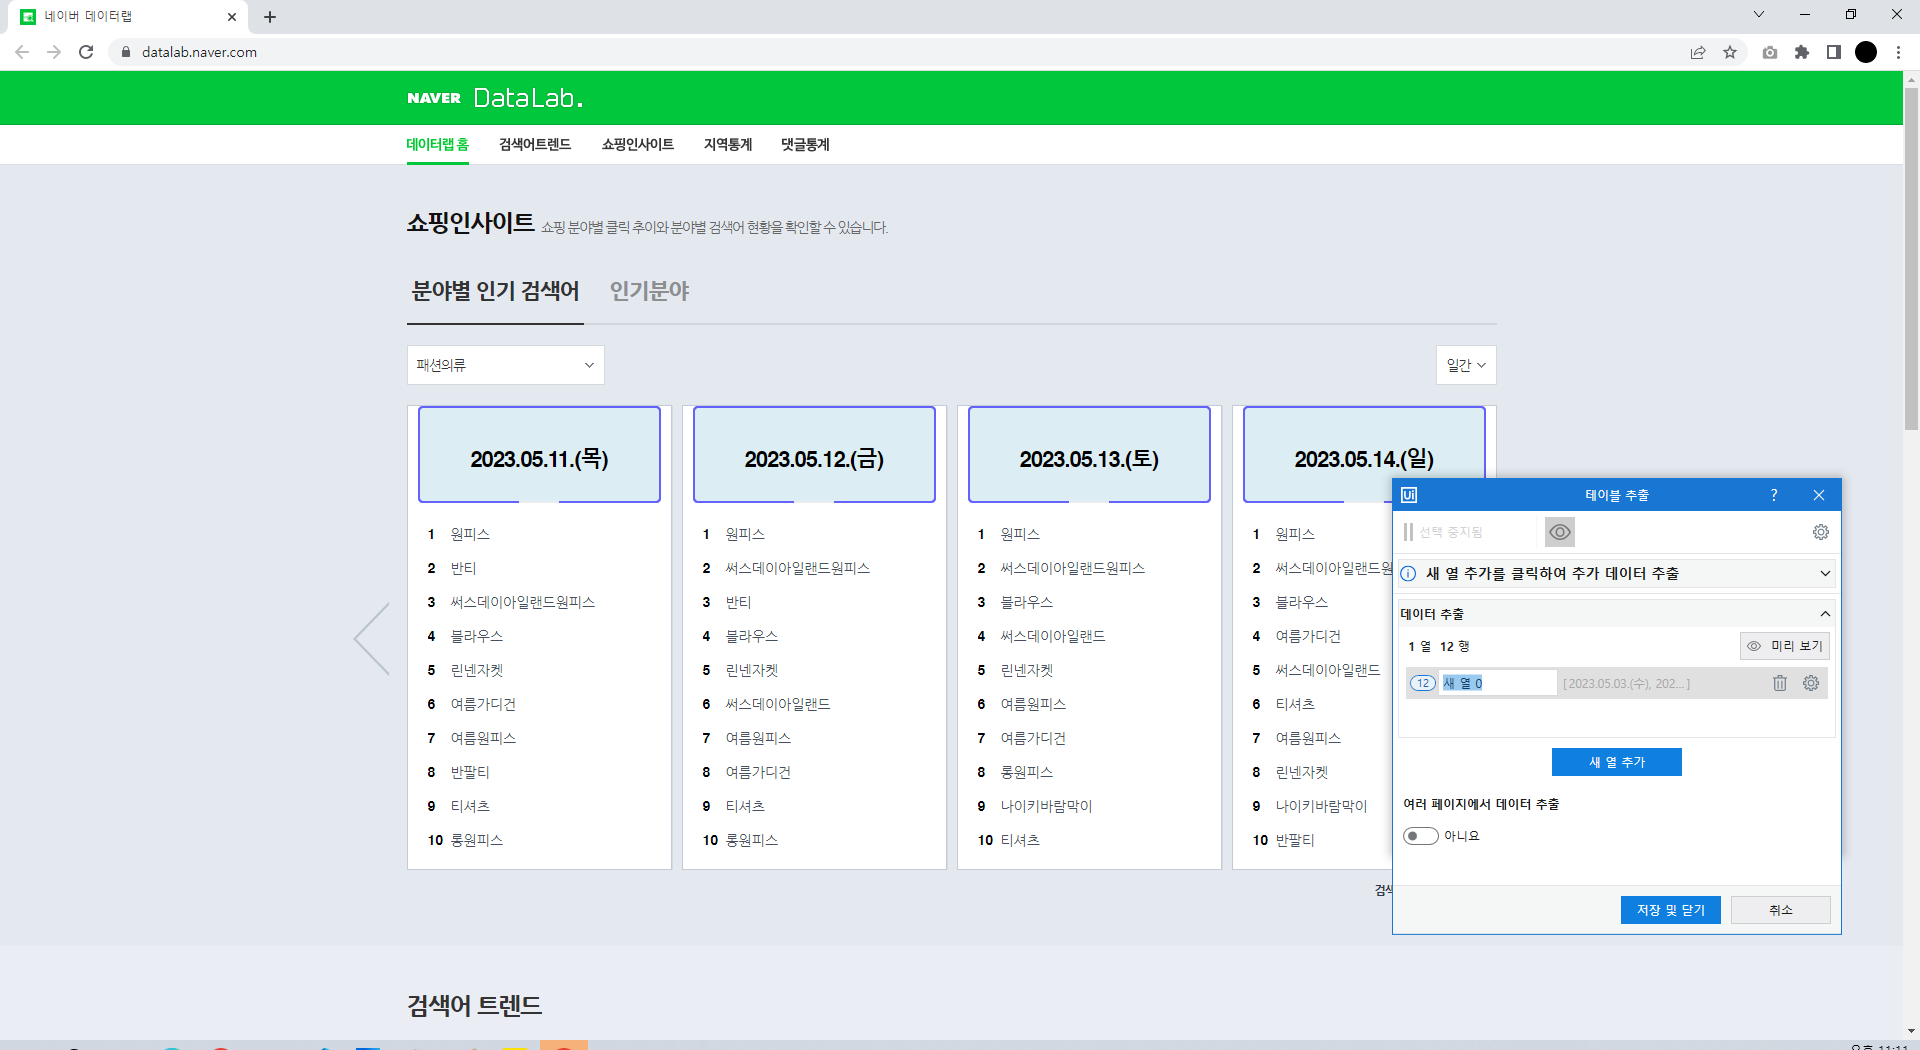 네이버 데이터랩
datalab.naver.com
NAVER DataLab.
데이터랩 홈 검색어트렌드 쇼핑인사이트 지역통계 댓글통계
쇼핑인사이트 쇼핑 분야별 클릭 추이와 분야별 검색어 현황을 확인할 수 있습니다.
분야별 인기 검색어 인기분야
패션의류
일간
2023.05.11.(목)
1 원피스
2 반티
3 써스데이아일랜드원피스
4 블라우스
5 린넨자켓
6 여름가디건
7 여름원피스
8 반팔티
9 티셔츠
10 롱원피스
2023.05.12.(금)
1 원피스
2 써스데이아일랜드원피스
3 반티
4 블라우스
5 린넨자켓
6 써스데이아일랜드
7 여름원피스
8 여름가디건
9 티셔츠
10 롱원피스
2023.05.13.(토)
1 원피스
2 써스데이아일랜드원피스
3 블라우스
4 써스데이아일랜드
5 린넨자켓
6 여름원피스
7 여름가디건
8 롱원피스
9 나이키바람막이
10 티셔츠
2023.05.14.(일)
1 원피스
2 써스데이아일랜드원
3 블라우스
4 여름가디건
5 써스데이아일랜드
6 티셔츠
7 여름원피스
8 린넨자켓
9 나이키바람막이
10 반팔티
검색
Ui 테이블 추출 ?
선택 중지됨
새 열 추가를 클릭하여 추가 데이터 추출
데이터 추출
1 열 12 행 미리 보기
12 새 열 0 [2023.05.03.(수), 202... ]
새 열 추가
여러 페이지에서 데이터 추출
아니요
저장 및 닫기 취소
검색어 트렌드